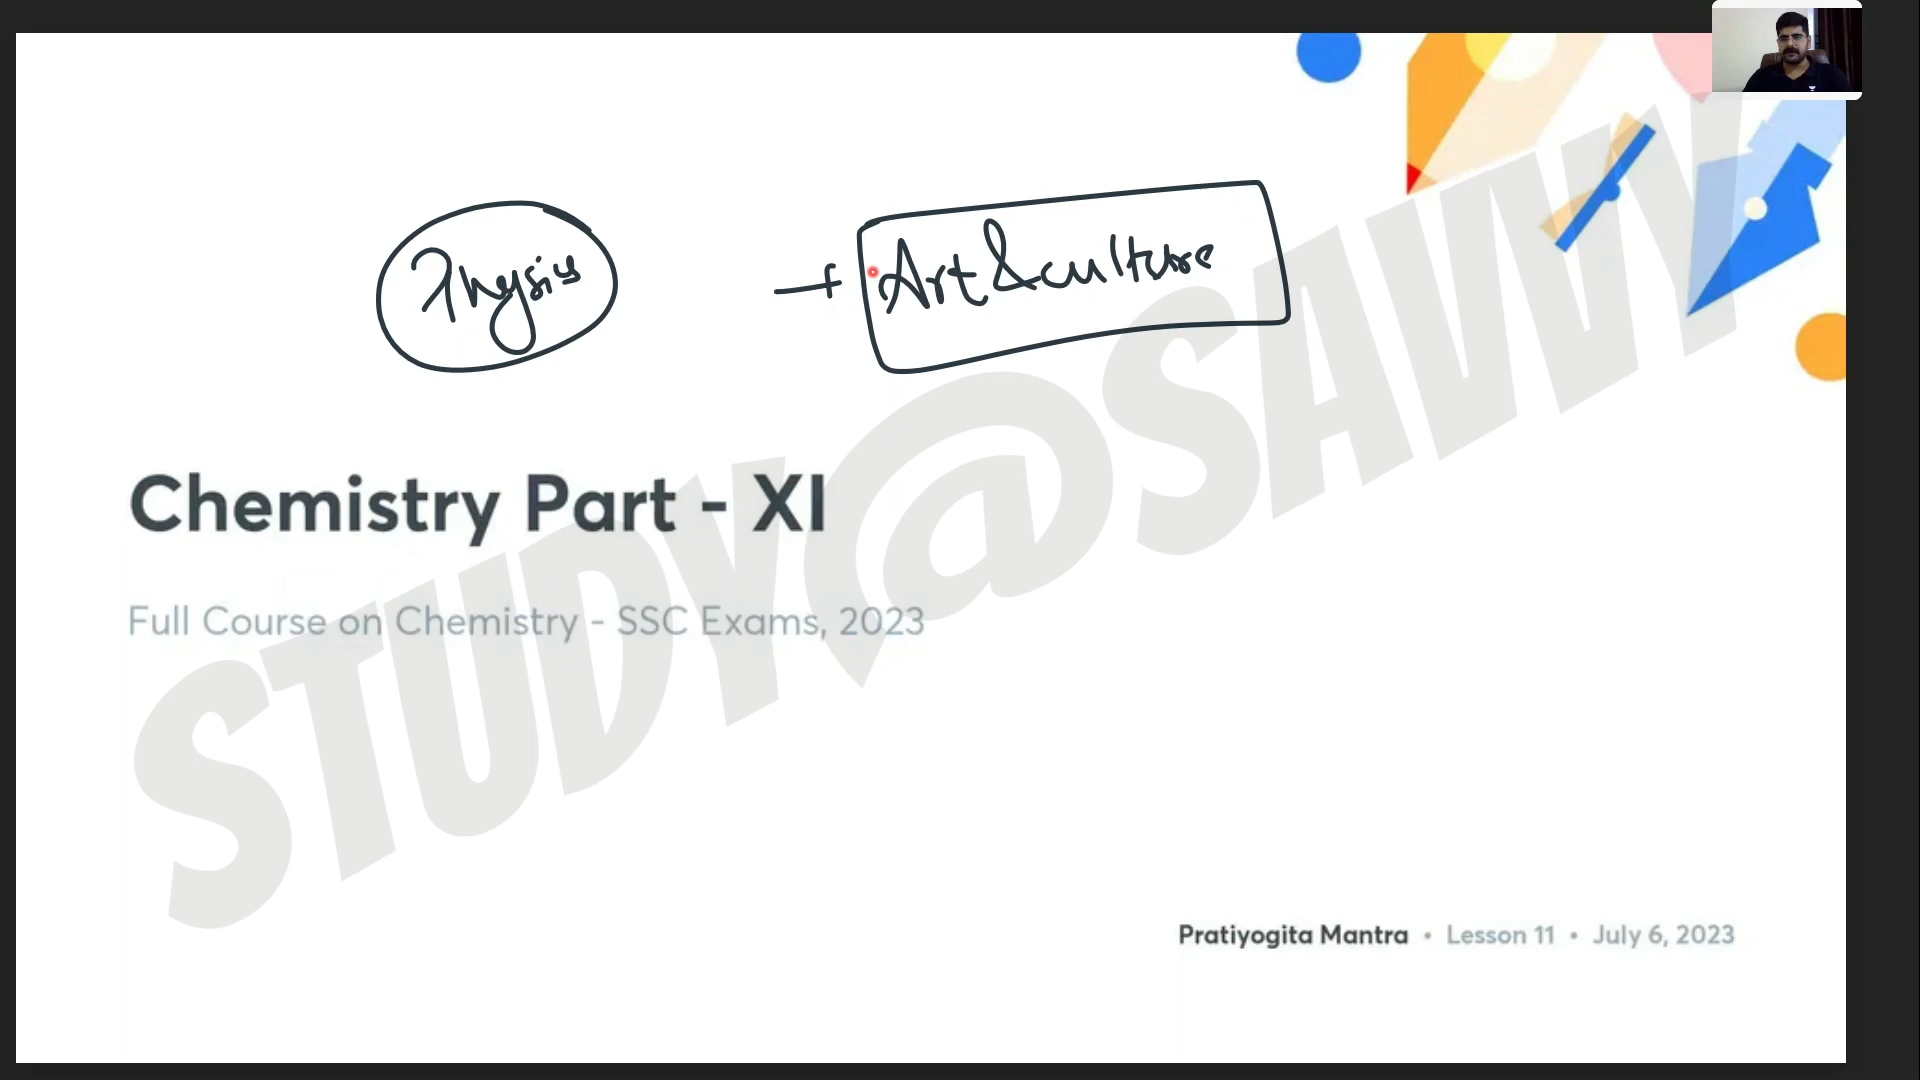 Physics → Art & culture
Chemistry Part - XI
Full Course on Chemistry - SSC Exams, 2023
STUDY@SAVVY
Pratiyogita Mantra • Lesson 11 • July 6, 2023